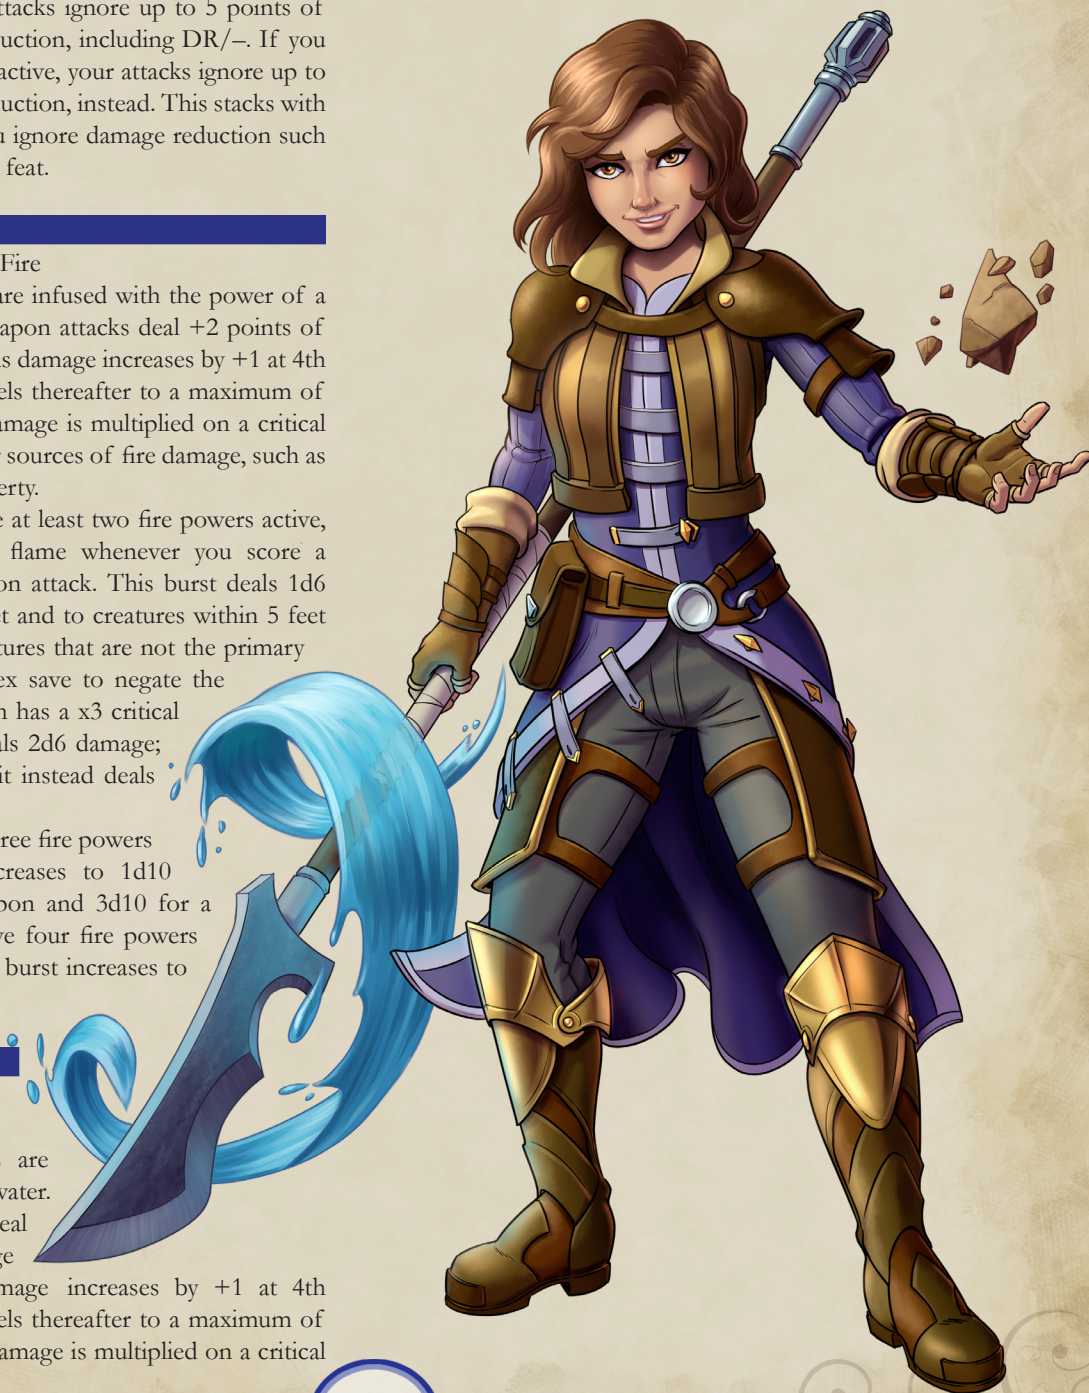 ttacks ignore up to 5 points of
uction, including DR/–. If you
active, your attacks ignore up to
uction, instead. This stacks with
u ignore damage reduction such
feat.
Fire
are infused with the power of a
apon attacks deal +2 points of
is damage increases by +1 at 4th
els thereafter to a maximum of
amage is multiplied on a critical
r sources of fire damage, such as
erty.
e at least two fire powers active,
flame whenever you score a
on attack. This burst deals 1d6
et and to creatures within 5 feet
tures that are not the primary
ex save to negate the
n has a x3 critical
als 2d6 damage;
it instead deals
ree fire powers
creases to 1d10
pon and 3d10 for a
ve four fire powers
burst increases to
are
vater.
eal
ge
mage increases by +1 at 4th
els thereafter to a maximum of
amage is multiplied on a critical